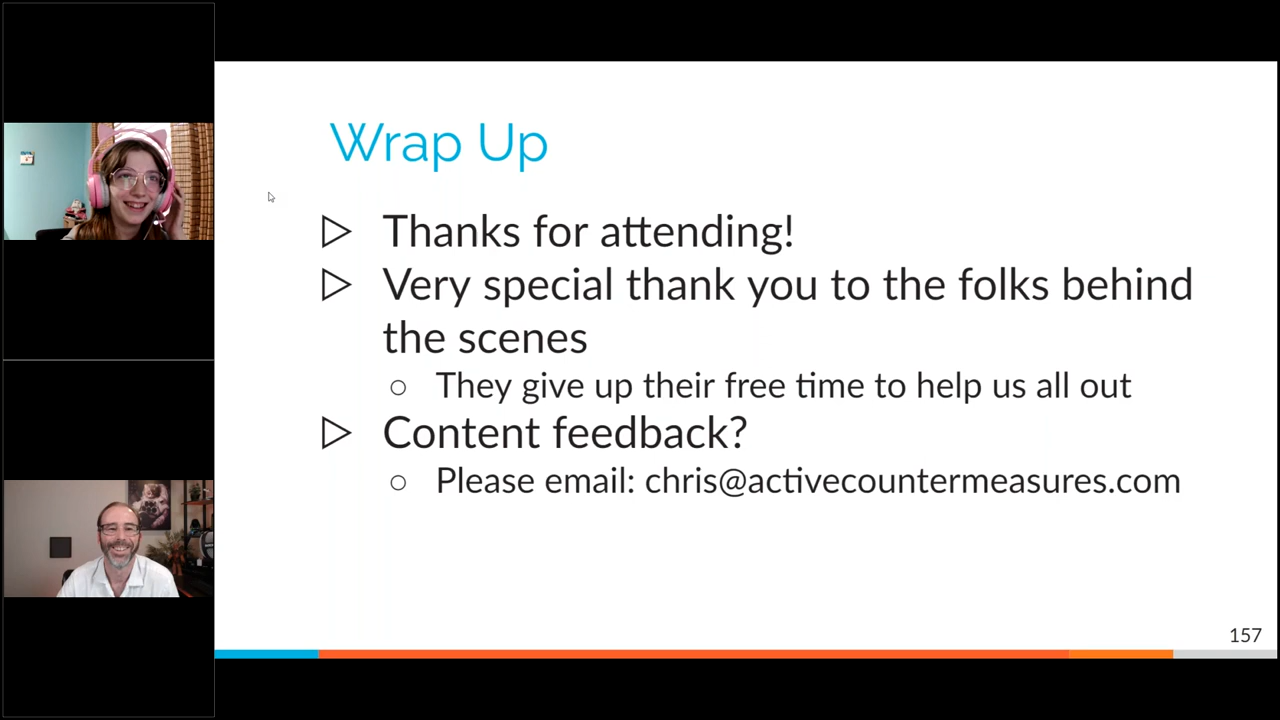 Wrap Up
▷ Thanks for attending!
▷ Very special thank you to the folks behind
the scenes
○ They give up their free time to help us all out
▷ Content feedback?
○ Please email: chris@activecountermeasures.com
157